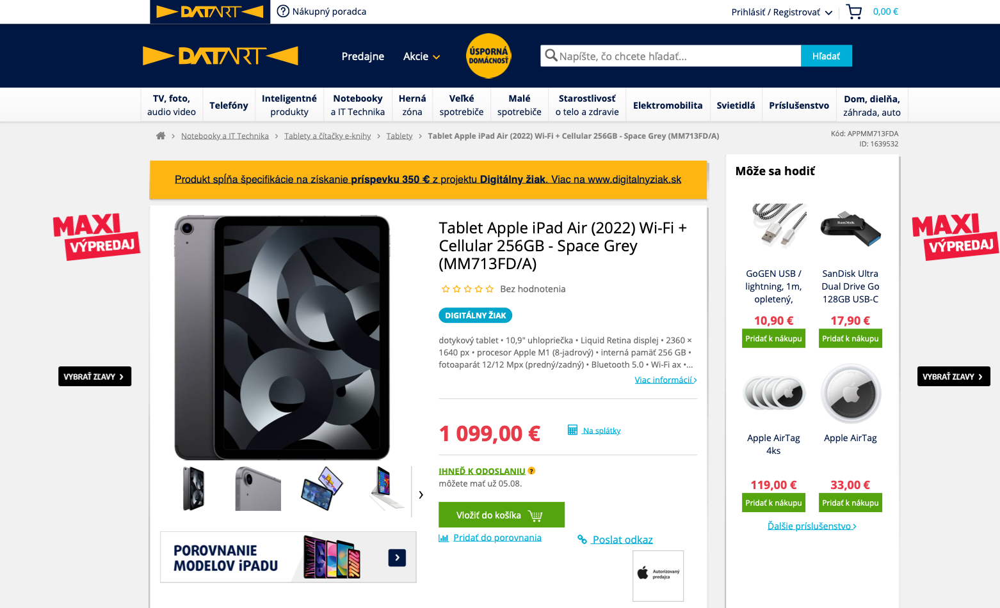 DATART
Nákupný poradca
Prihlásiť / Registrovať
0,00 €
DATART
Predajne
Akcie
ÚSPORNÁ
DOMÁCNOSŤ
Napíšte, čo chcete hľadať...
Hľadať
TV, foto,
audio video
Telefóny
Inteligentné
produkty
Notebooky
a IT Technika
Herná
zóna
Veľké
spotrebiče
Malé
spotrebiče
Starostlivosť
o telo a zdravie
Elektromobilita
Svietidlá
Príslušenstvo
Dom, dielňa,
záhrada, auto
Notebooky a IT Technika > Tablety a čítačky e-knihy > Tablety > Tablet Apple iPad Air (2022) Wi-Fi + Cellular 256GB - Space Grey (MM713FD/A)
Kód: APPMM713FDA
ID: 1639532
Produkt spĺňa špecifikácie na získanie príspevku 350 € z projektu Digitálny žiak. Viac na www.digitalnyziak.sk
MAXI
VÝPREDAJ
VYBRAŤ ZĽAVY
Tablet Apple iPad Air (2022) Wi-Fi +
Cellular 256GB - Space Grey
(MM713FD/A)
Bez hodnotenia
DIGITÁLNY ŽIAK
dotykový tablet • 10,9" uhlopriečka • Liquid Retina displej • 2360 ×
1640 px • procesor Apple M1 (8-jadrový) • interná pamäť 256 GB •
fotoaparát 12/12 Mpx (predný/zadný) • Bluetooth 5.0 • Wi-Fi ax •...
Viac informácií
1 099,00 €
Na splátky
IHNEĎ K ODOSLANIU ?
môžete mať už 05.08.
Vložiť do košíka
Pridať do porovnania
Poslat odkaz
Autorizovaný
predajca
POROVNANIE
MODELOV iPADU
Môže sa hodiť
SanDisk
GoGEN USB /
lightning, 1m,
opletený,
10,90 €
Pridať k nákupu
SanDisk Ultra
Dual Drive Go
128GB USB-C
17,90 €
Pridať k nákupu
Apple AirTag
4ks
119,00 €
Pridať k nákupu
Apple AirTag
33,00 €
Pridať k nákupu
Ďalšie príslušenstvo
MAXI
VÝPREDAJ
VYBRAŤ ZĽAVY